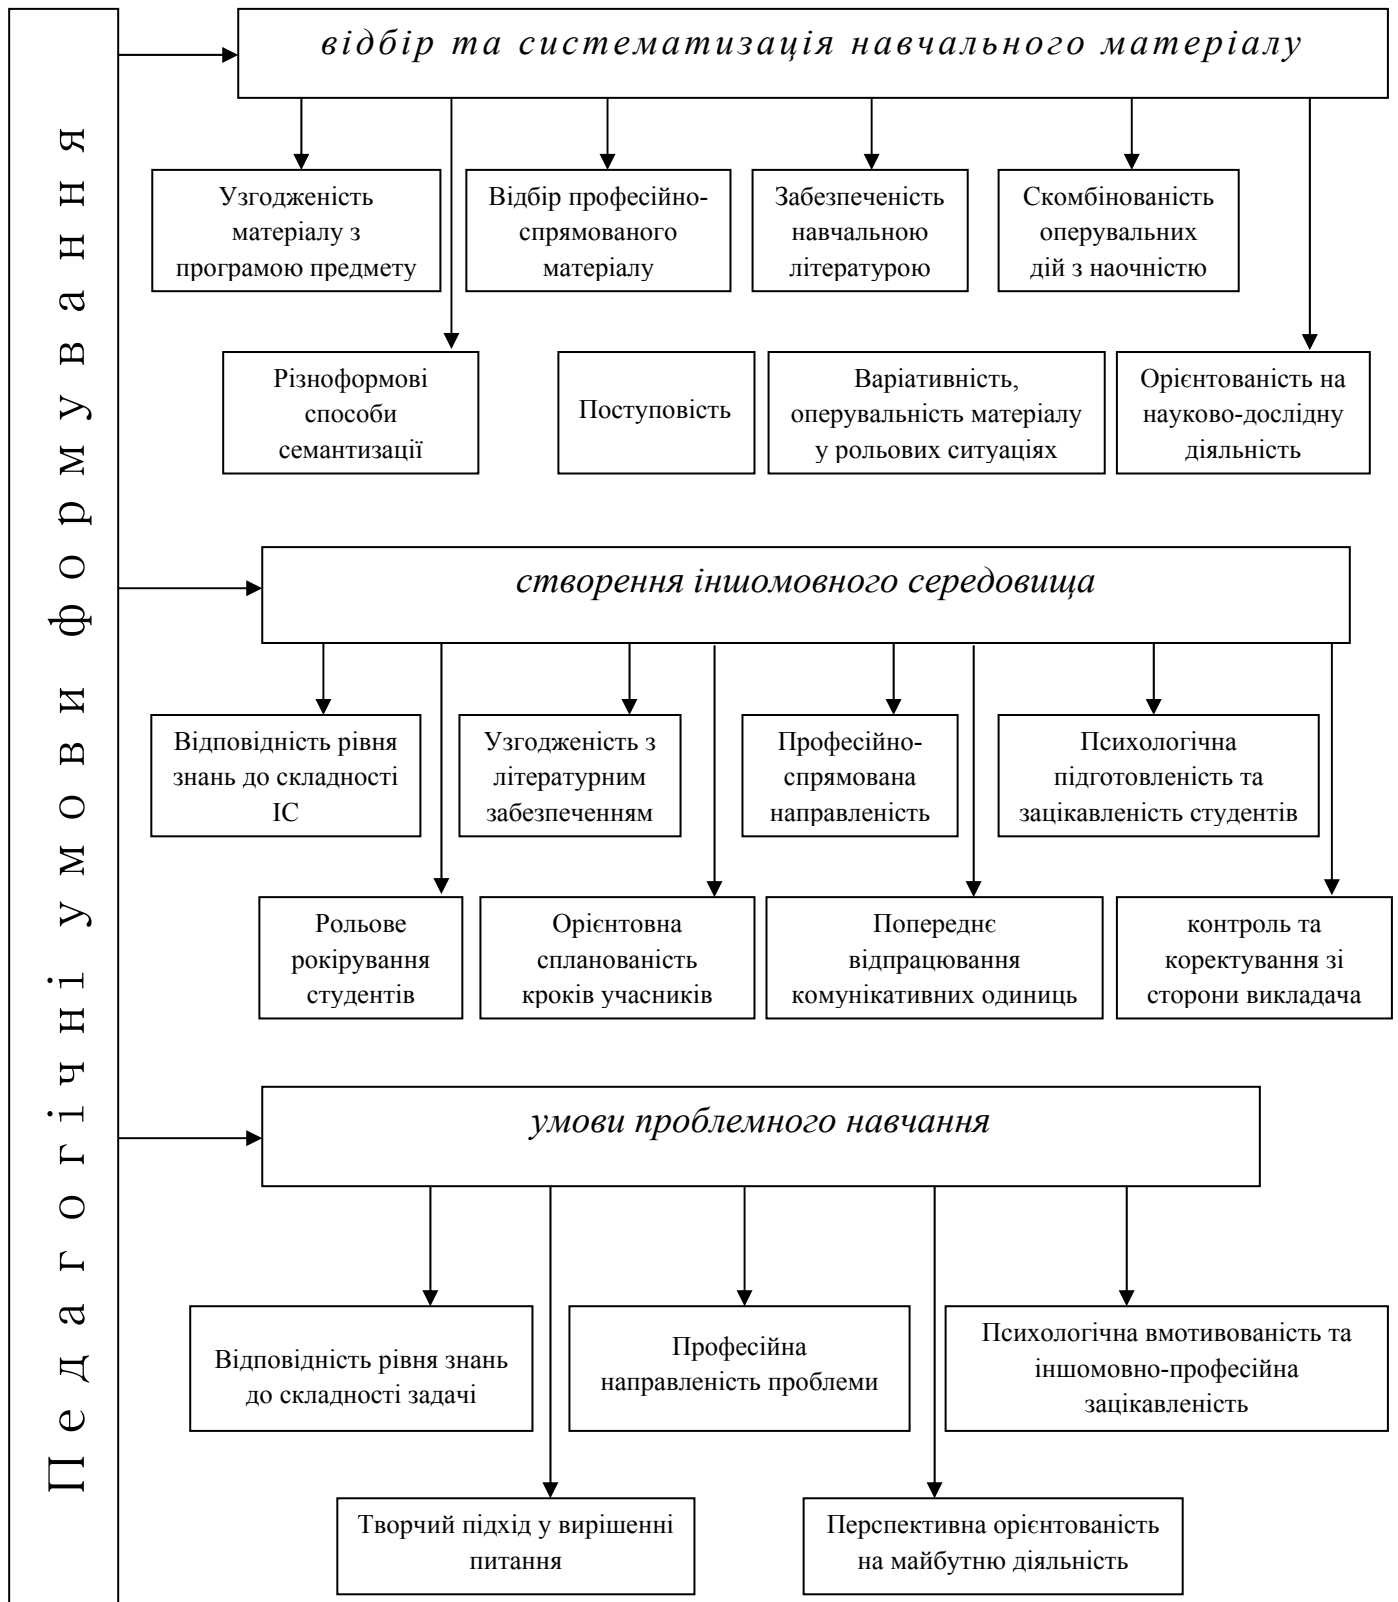 Педагогічні умови формування
відбір та систематизація навчального матеріалу
Узгодженість
матеріалу з
програмою предмету
Відбір професійно-
спрямованого
матеріалу
Забезпеченість
навчальною
літературою
Скомбінованість
оперувальних
дій з наочністю
Різноформові
способи
семантизації
Поступовість
Варіативність,
оперувальність матеріалу
у рольових ситуаціях
Орієнтованість на
науково-дослідну
діяльність
створення іншомовного середовища
Відповідність рівня
знань до складності
ІС
Узгодженість з
літературним
забезпеченням
Професійно-
спрямована
направленість
Психологічна
підготовленість та
зацікавленість студентів
Рольове
рокірування
студентів
Орієнтовна
спланованість
кроків учасників
Попереднє
відпрацювання
комунікативних одиниць
контроль та
коректування зі
сторони викладача
умови проблемного навчання
Відповідність рівня знань
до складності задачі
Професійна
направленість проблеми
Психологічна вмотивованість та
іншомовно-професійна
зацікавленість
Творчий підхід у вирішенні
питання
Перспективна орієнтованість
на майбутню діяльність